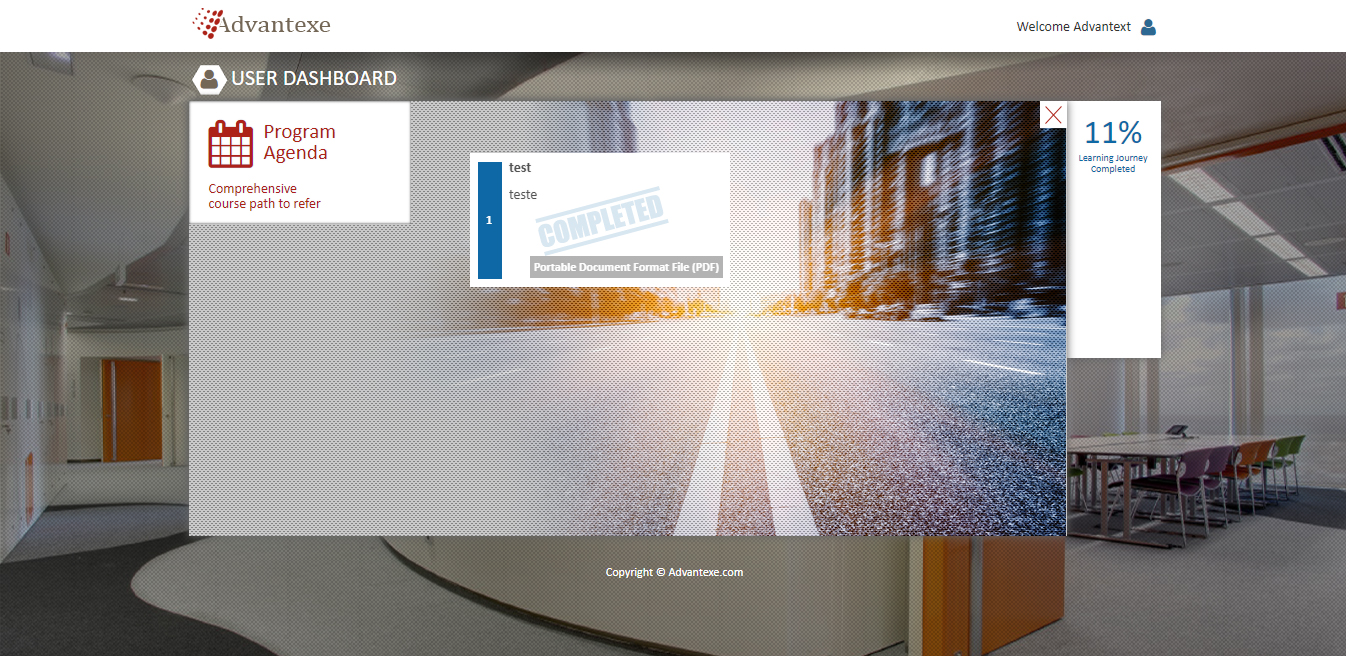 Advantexe
Welcome Advantext
USER DASHBOARD
Program
Agenda
Comprehensive
course path to refer
1
test
teste
COMPLETED
Portable Document Format File (PDF)
11%
Learning Journey
Completed
Copyright © Advantexe.com